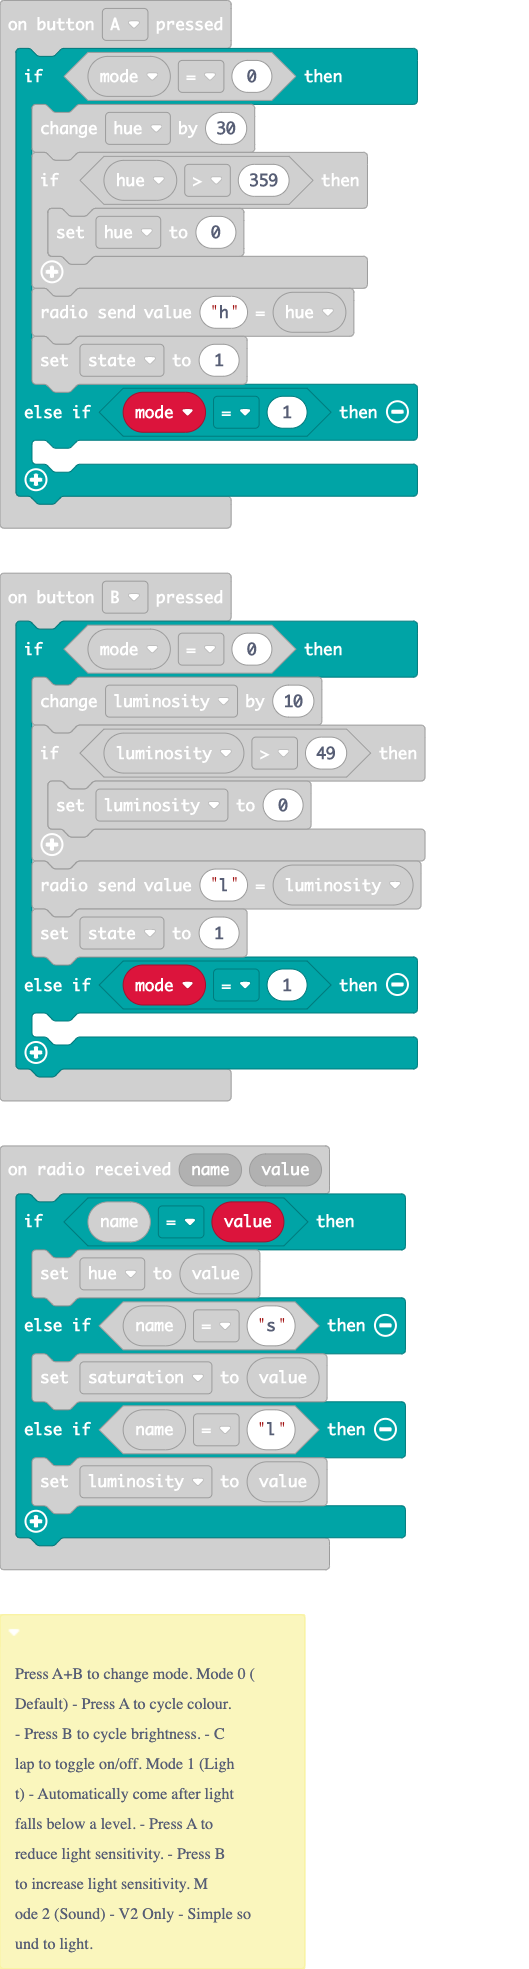 on button A pressed
if mode = 0 then
change hue by 30
if hue > 359 then
set hue to 0
radio send value "h" = hue
set state to 1
else if mode = 1 then
on button B pressed
if mode = 0 then
change luminosity by 10
if luminosity > 49 then
set luminosity to 0
radio send value "l" = luminosity
set state to 1
else if mode = 1 then
on radio received name value
if name = value then
set hue to value
else if name = "s" then
set saturation to value
else if name = "l" then
set luminosity to value
Press A+B to change mode. Mode 0 (
Default) - Press A to cycle colour.
- Press B to cycle brightness. - C
lap to toggle on/off. Mode 1 (Ligh
t) - Automatically come after light
falls below a level. - Press A to
reduce light sensitivity. - Press B
to increase light sensitivity. M
ode 2 (Sound) - V2 Only - Simple so
und to light.